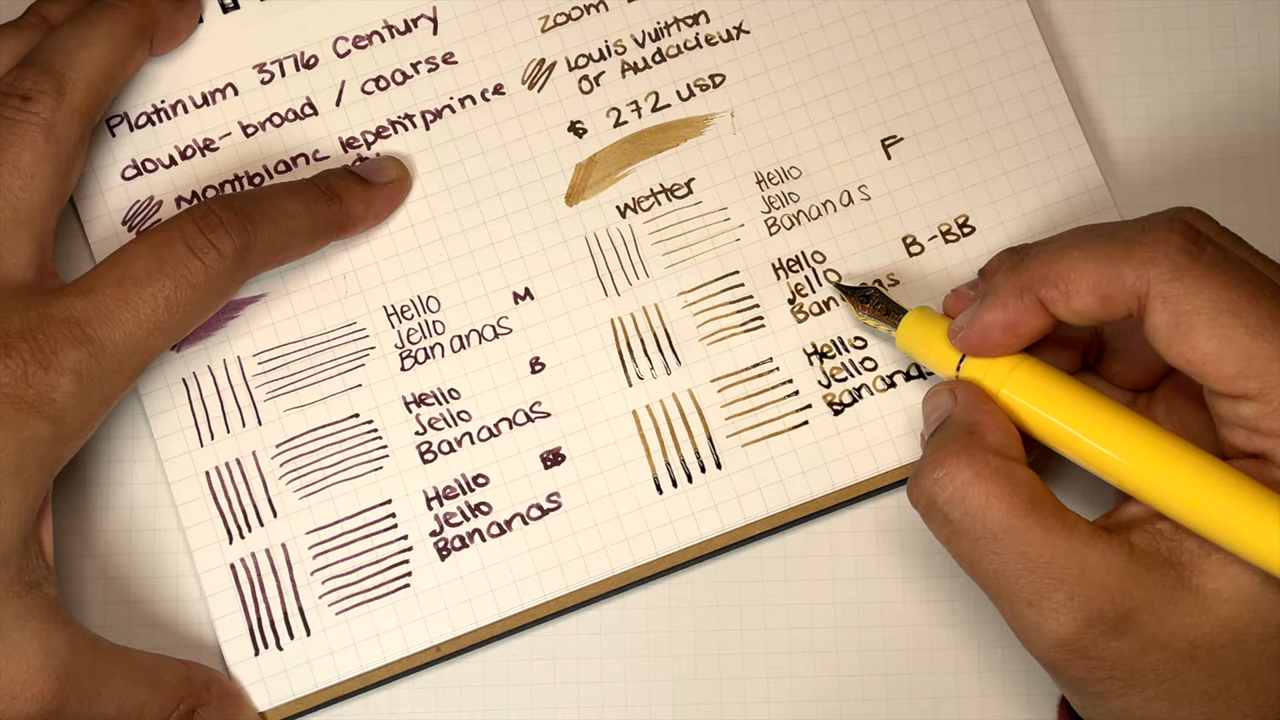 Platinum 3776 Century
double-broad / coarse
Montblanc lepetitprince
Hello M
Jello
Bananas
Hello B
Jello
Bananas
Hello BB
Jello
Bananas
zoom
Louis Vuitton
Or Audacieux
$ 272 USD
wetter
Hello F
Jello
Bananas
Hello B-BB
Jello
Bananas
Hello
Jello
Bananas